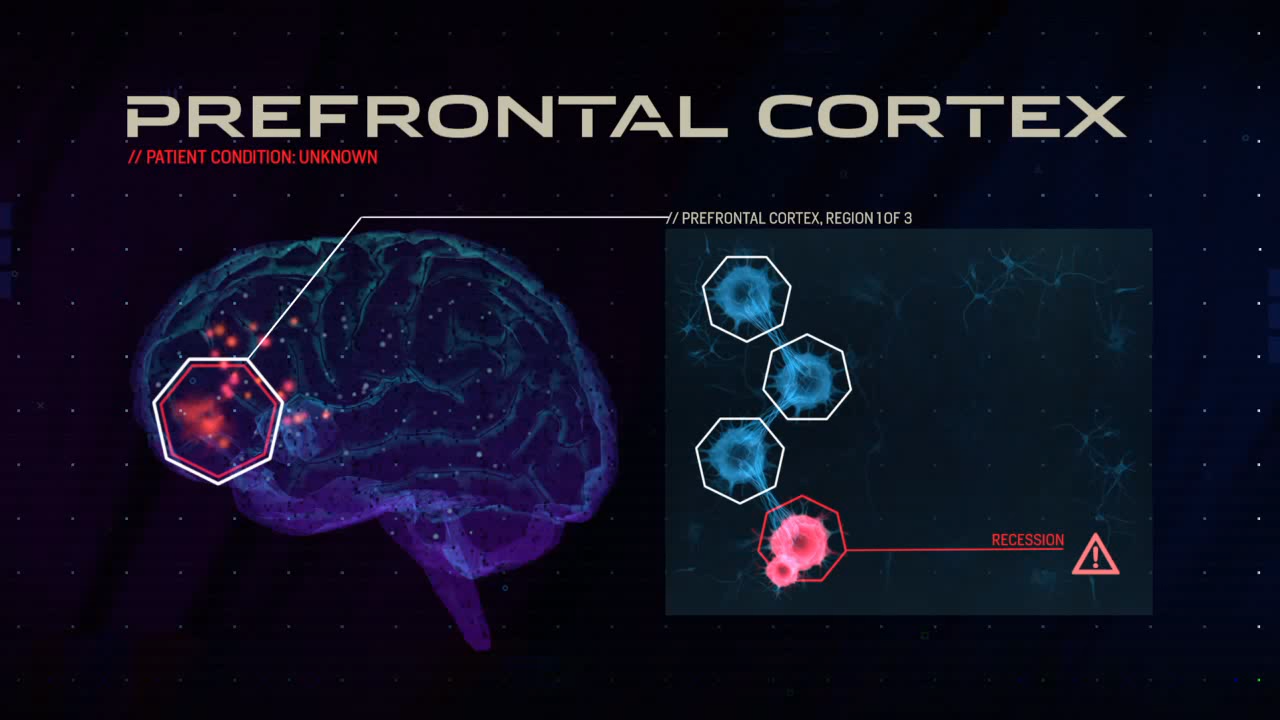 PREFRONTAL CORTEX
// PATIENT CONDITION: UNKNOWN
// PREFRONTAL CORTEX, REGION 1 OF 3
RECESSION